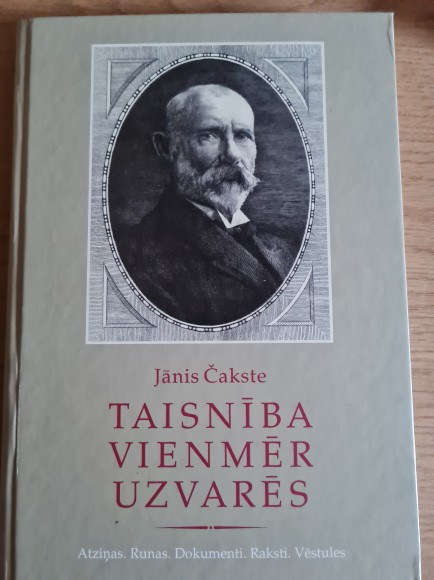 Jānis Čakste
TAISNĪBA
VIENMĒR
UZVARĒS
Atziņas. Runas. Dokumenti. Raksti. Vēstules